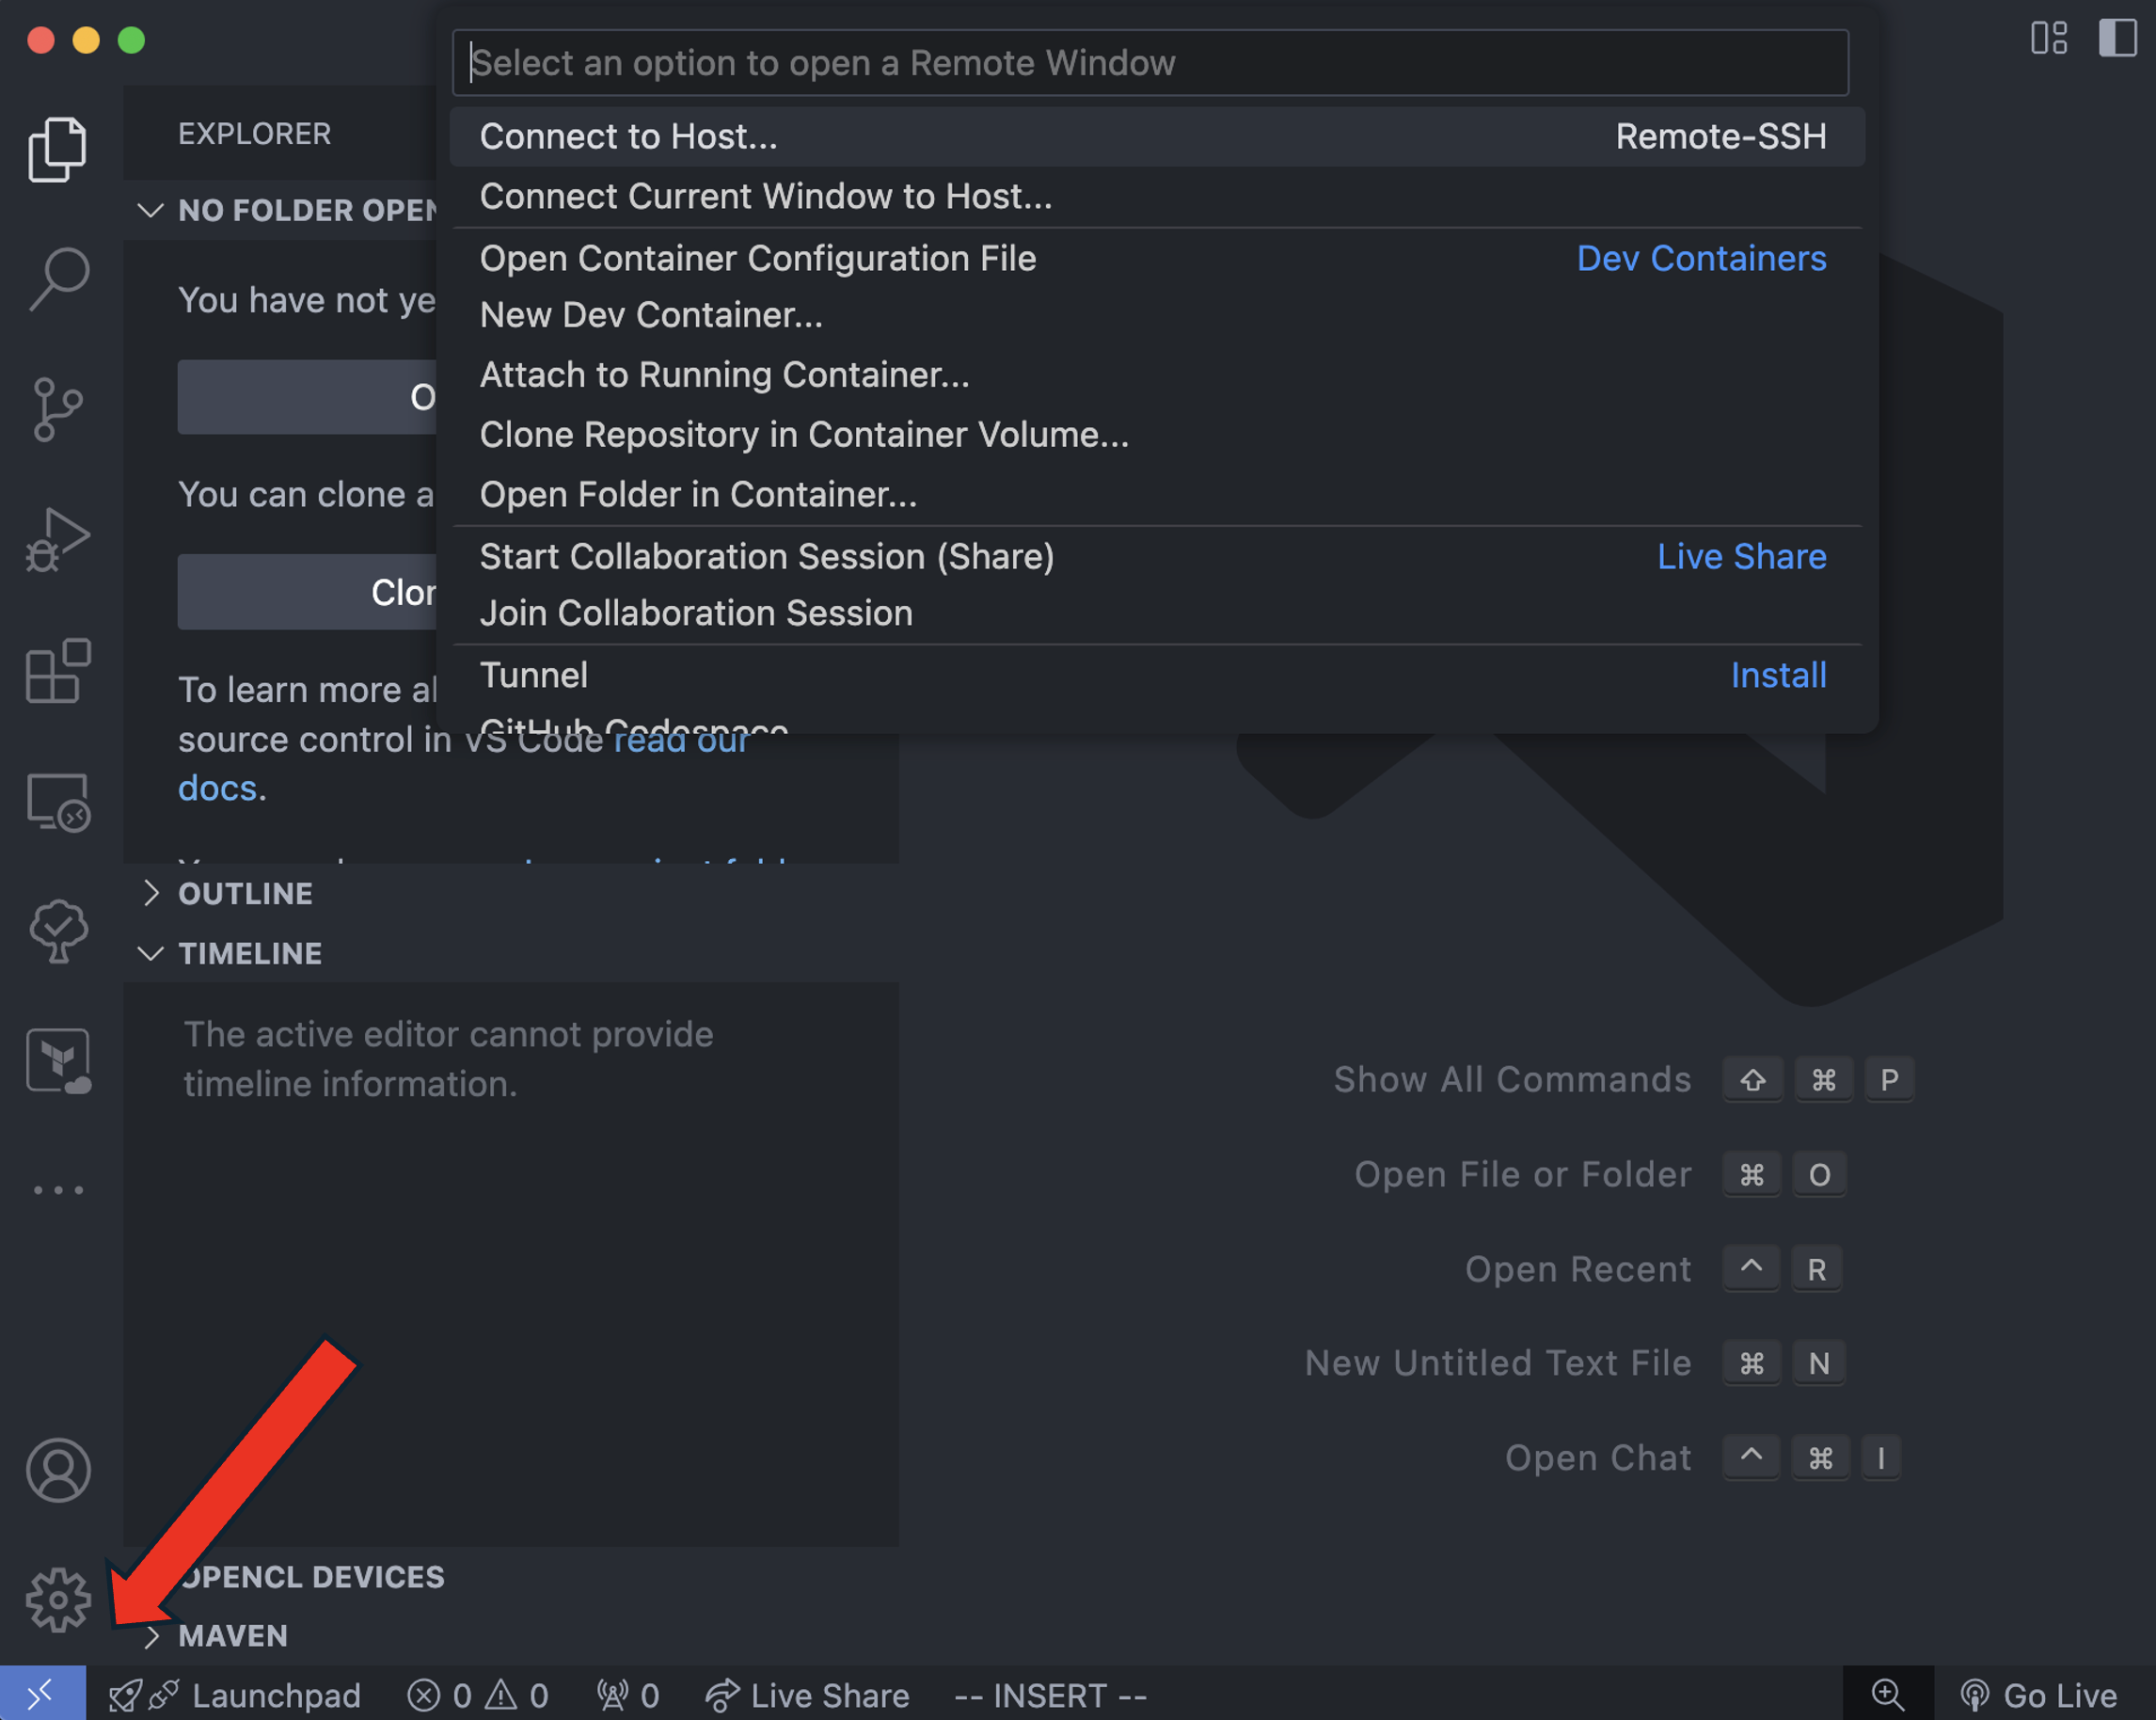 Select an option to open a Remote Window
Connect to Host... Remote-SSH
Connect Current Window to Host...
Open Container Configuration File Dev Containers
New Dev Container...
Attach to Running Container...
Clone Repository in Container Volume...
Open Folder in Container...
Start Collaboration Session (Share) Live Share
Join Collaboration Session
Tunnel Install
GitHub Codespace
EXPLORER
NO FOLDER OPEN
You have not ye
O
You can clone a
Clon
To learn more a
source control in VS Code read our
docs.
OUTLINE
TIMELINE
The active editor cannot provide
timeline information.
OPENCL DEVICES
MAVEN
Show All Commands ⇧ ⌘ P
Open File or Folder ⌘ O
Open Recent ^ R
New Untitled Text File ⌘ N
Open Chat ^ ⌘ I
Launchpad 0 0 0 Live Share -- INSERT -- Go Live